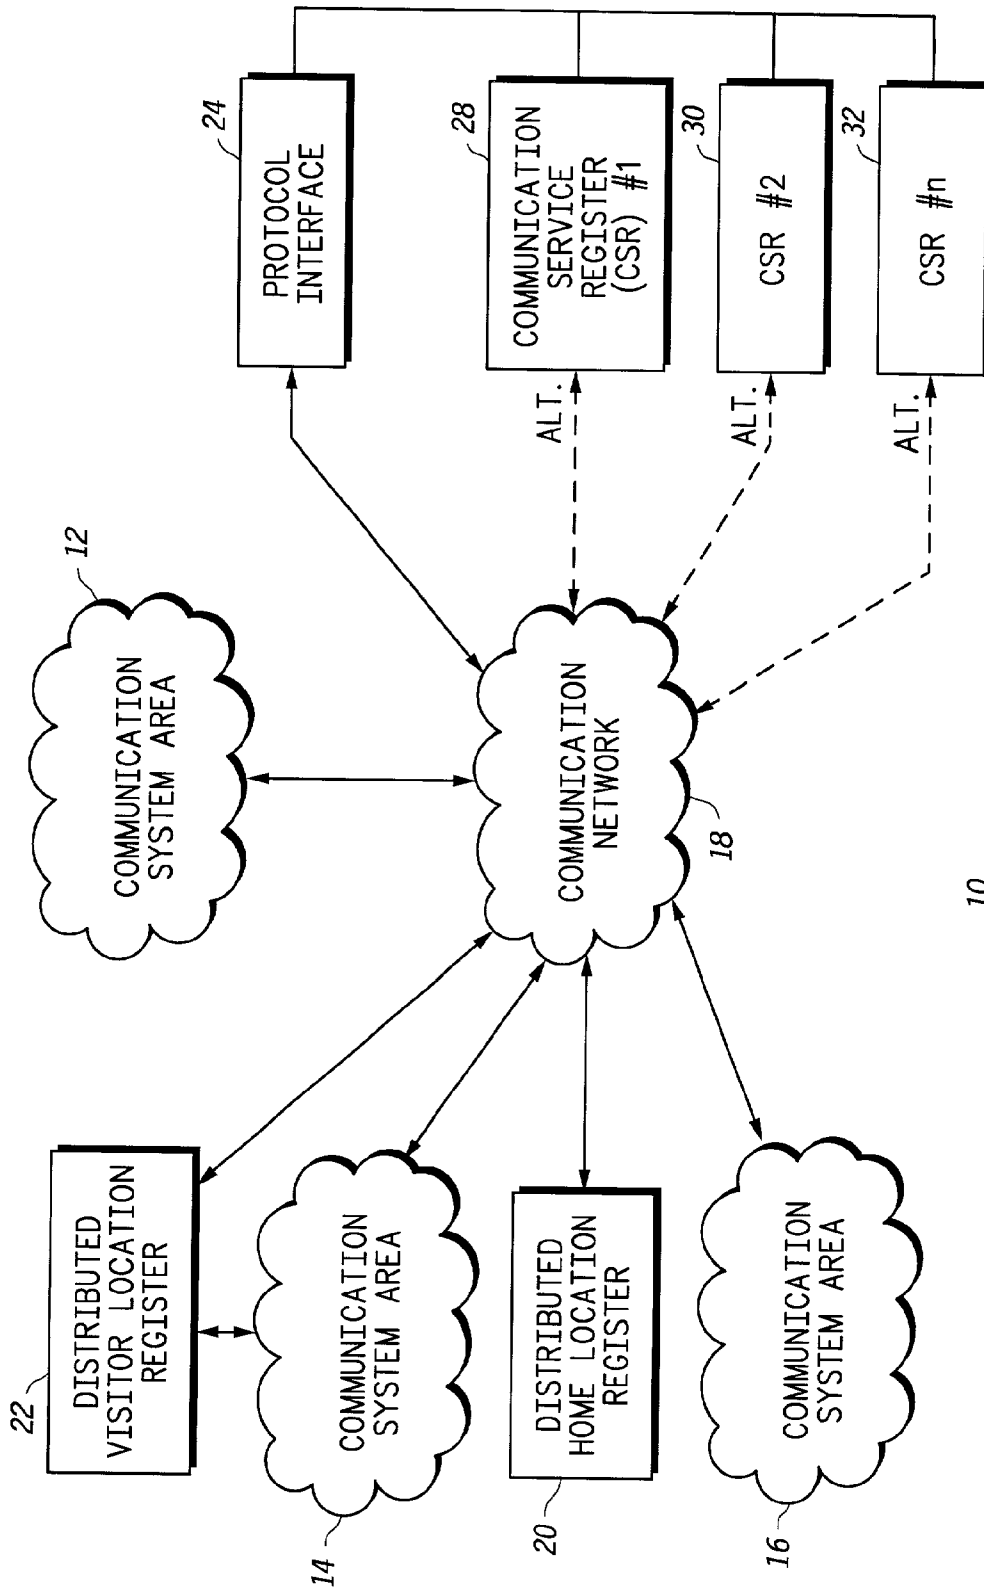 22
DISTRIBUTED
VISITOR LOCATION
REGISTER
14
COMMUNICATION
SYSTEM AREA
20
DISTRIBUTED
HOME LOCATION
REGISTER
16
COMMUNICATION
SYSTEM AREA
12
COMMUNICATION
SYSTEM AREA
COMMUNICATION
NETWORK
18
10
24
PROTOCOL
INTERFACE
28
COMMUNICATION
SERVICE
REGISTER
(CSR) #1
ALT.
30
CSR #2
ALT.
32
CSR #n
ALT.